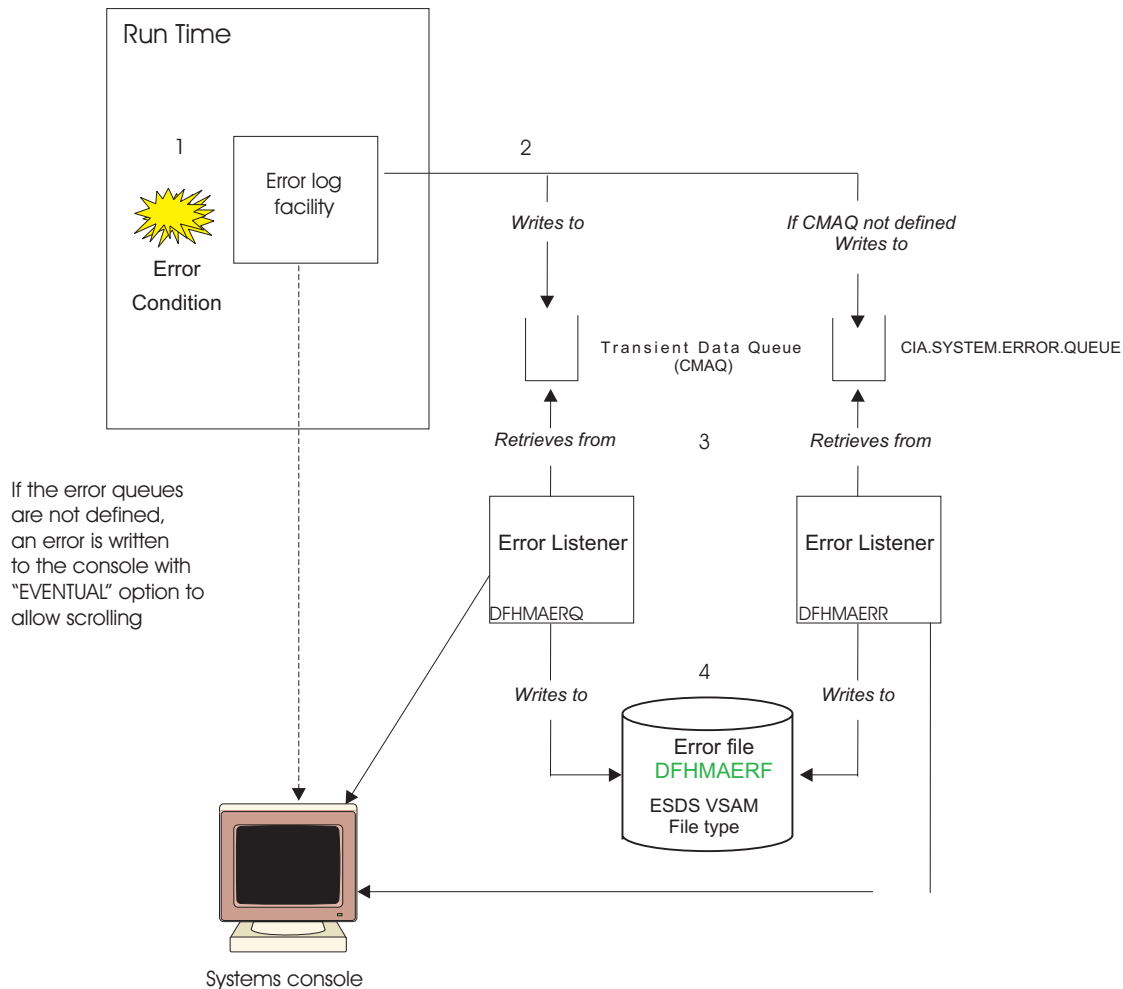 Run Time
1
Error log
facility
Error
Condition
2
Writes to
If CMAQ not defined
Writes to
Transient Data Queue
(CMAQ)
CIA.SYSTEM.ERROR.QUEUE
Retrieves from
3
Retrieves from
If the error queues
are not defined,
an error is written
to the console with
“EVENTUAL” option to
allow scrolling
Error Listener
DFHMAERQ
Error Listener
DFHMAERR
4
Writes to
Writes to
Error file
DFHMAERF
ESDS VSAM
File type
Systems console